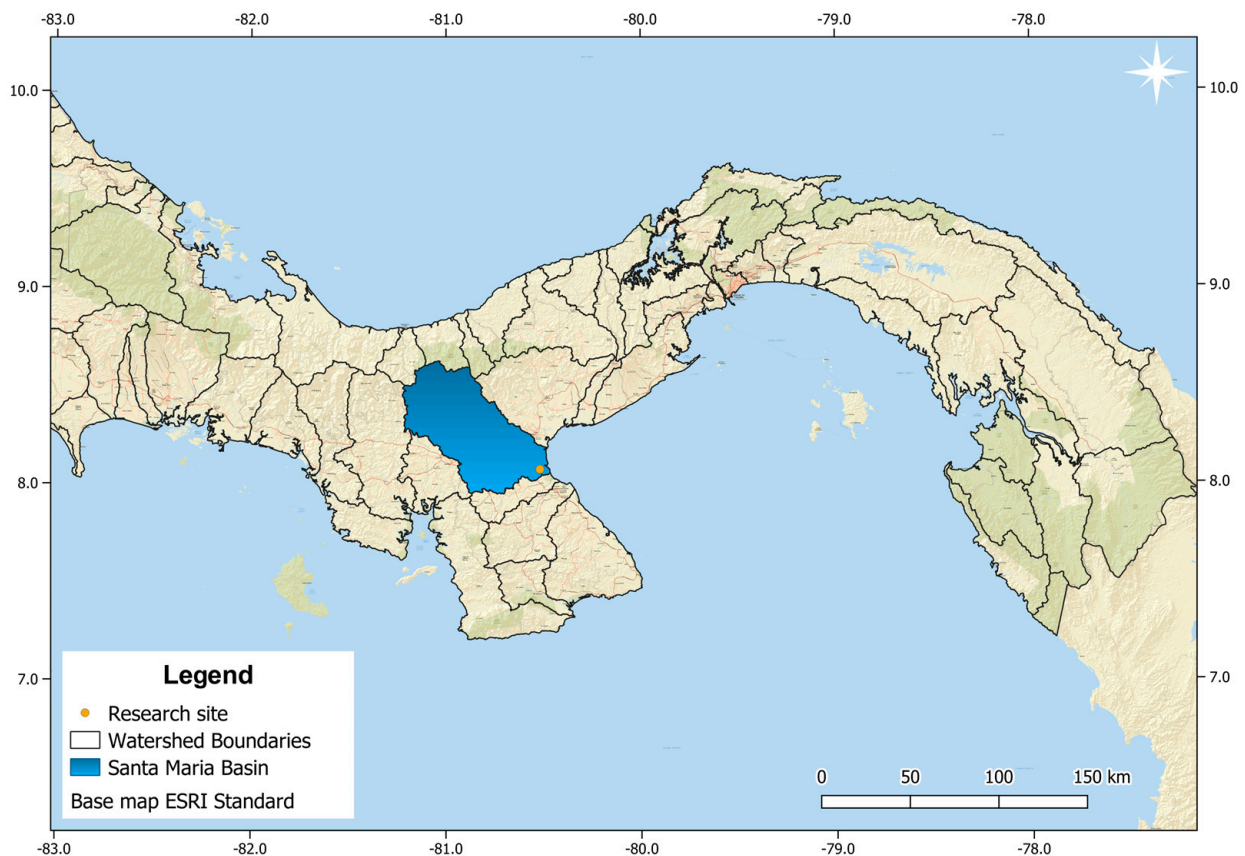 -83.0 -82.0 -81.0 -80.0 -79.0 -78.0
10.0 10.0
9.0 9.0
8.0 8.0
7.0 7.0
Legend
Research site
Watershed Boundaries
Santa Maria Basin
Base map ESRI Standard
0 50 100 150 km
-83.0 -82.0 -81.0 -80.0 -79.0 -78.0